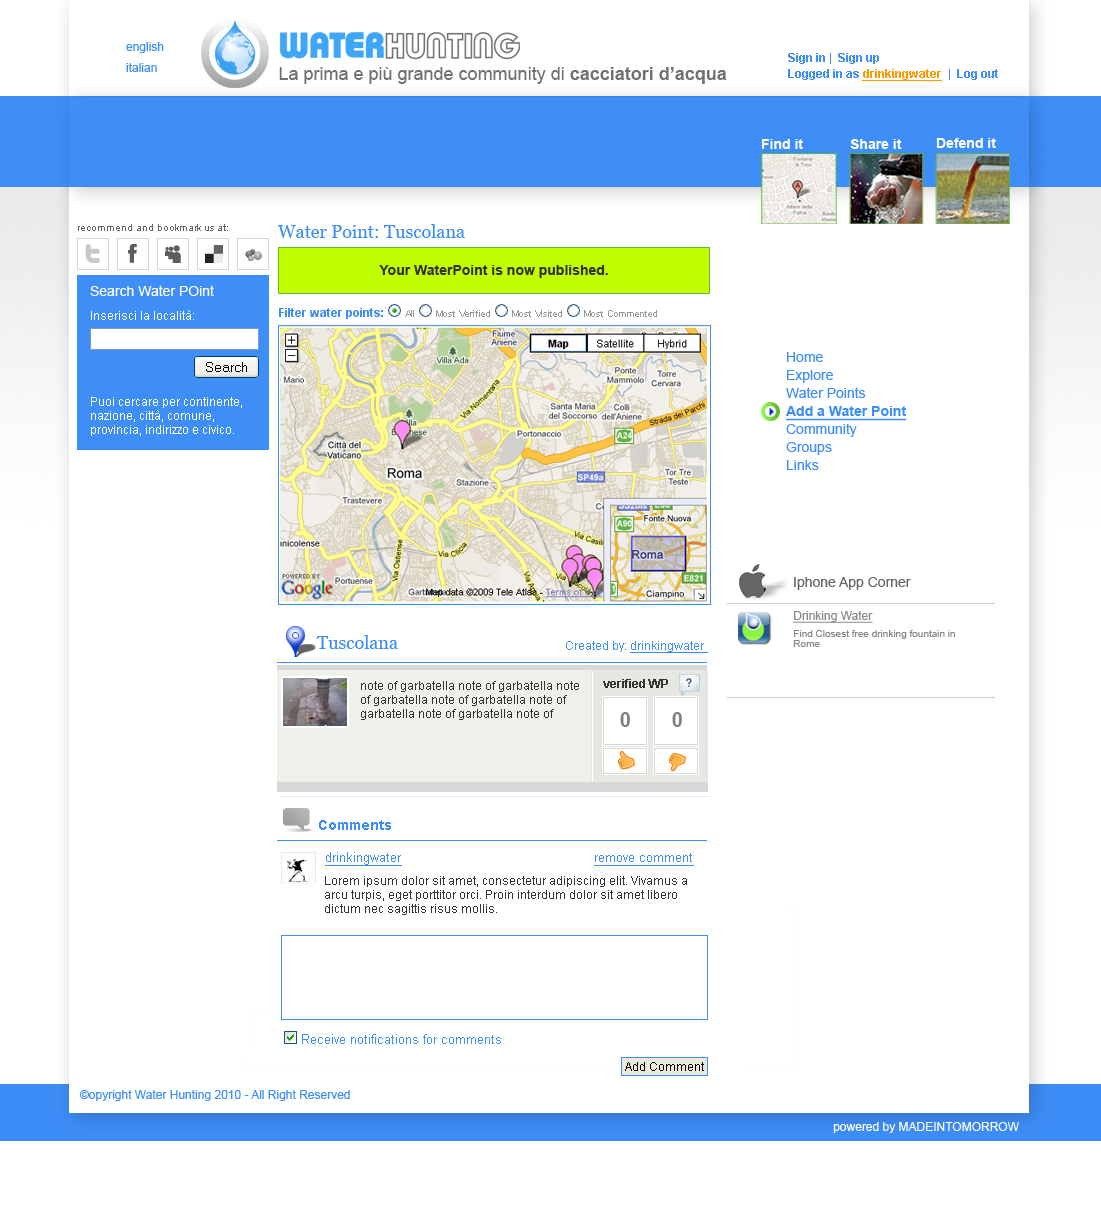 english
italian
WATERHUNTING
La prima e più grande community di cacciatori d'acqua
Sign in | Sign up
Logged in as drinkingwater | Log out
Find it
Share it
Defend it
recommend and bookmark us at:
Search Water POint
Inserisci la località:
Search
Puoi cercare per continente,
nazione, città, comune,
provincia, indirizzo e civico.
Water Point: Tuscolana
Your WaterPoint is now published.
Filter water points: All Most Verified Most Visited Most Commented
Map
Satellite
Hybrid
Fiume
Aniene
Villa Ada
Mario
Ponte
Mammolo
Torre
Cervara
Via Nomentana
Santa Maria
del Soccorso
Colli
dell'Aniene
Strada dei Parchi
A24
Portonaccio
Villa
Città del
Vaticano
Roma
Stazione
SP49a
Tor Tre
Teste
Trastevere
Via Casili
nicolense
Via Ostense
Via Cilicia
Portuense
POWERED BY
Google
Map data ©2009 Tele Atlas - Terms of
A90
Fonte Nuova
Roma
E821
Ciampino
Home
Explore
Water Points
Add a Water Point
Community
Groups
Links
Iphone App Corner
Drinking Water
Find Closest free drinking fountain in
Rome
Tuscolana
Created by: drinkingwater
note of garbatella note of garbatella note
of garbatella note of garbatella note of
garbatella note of garbatella note of
verified WP
?
0
0
Comments
drinkingwater
remove comment
Lorem ipsum dolor sit amet, consectetur adipiscing elit. Vivamus a
arcu turpis, eget porttitor orci. Proin interdum dolor sit amet libero
dictum nec sagittis risus mollis.
Receive notifications for comments
Add Comment
©opyright Water Hunting 2010 - All Right Reserved
powered by MADEINTOMORROW